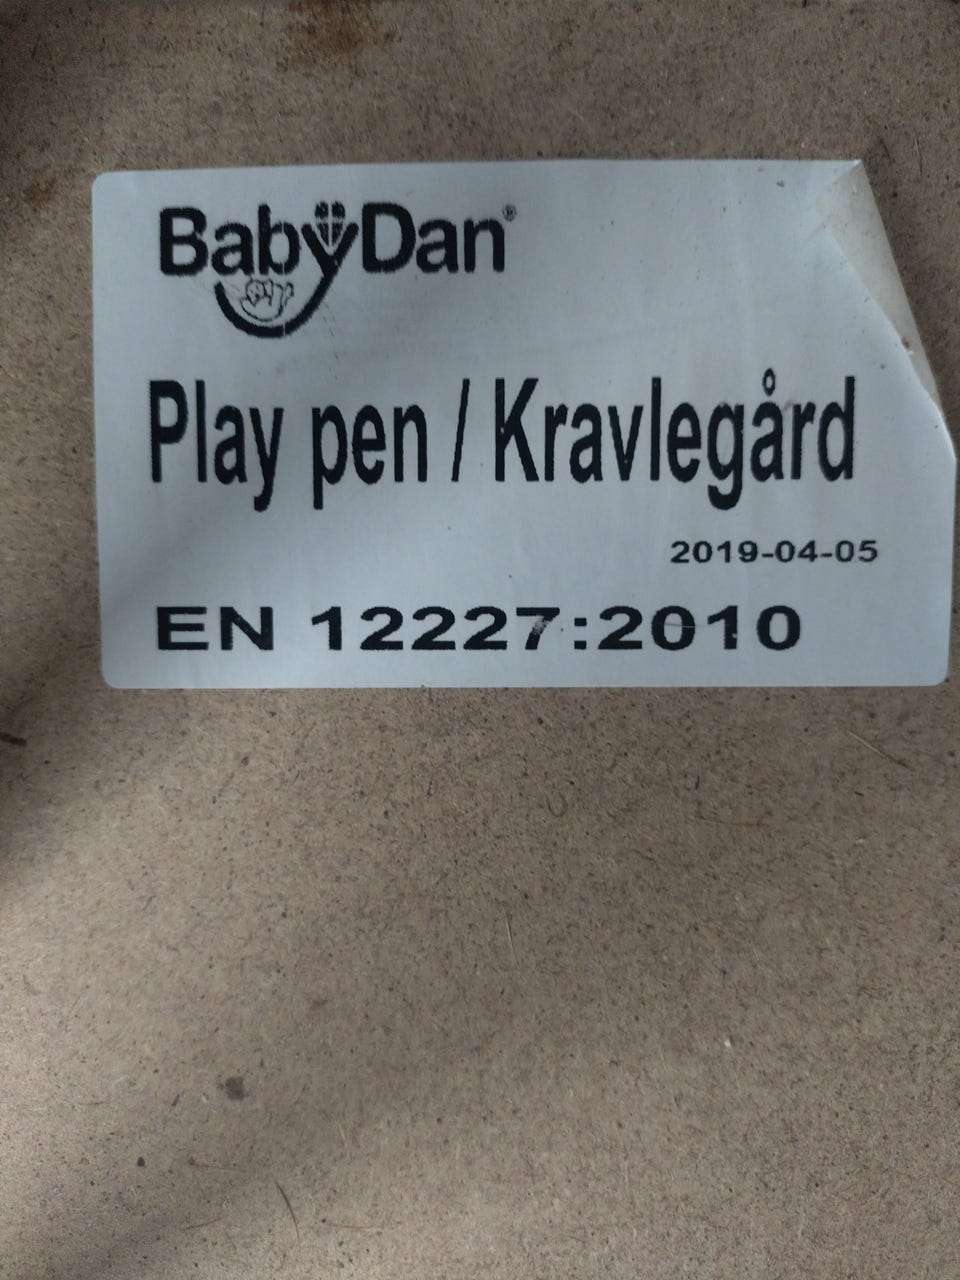 BabyDan®
Play pen / Kravlegård
2019-04-05
EN 12227:2010